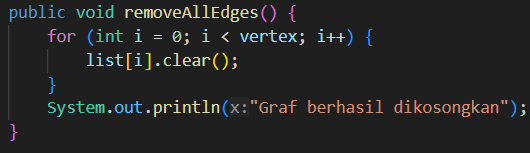 public void removeAllEdges() {
    for (int i = 0; i < vertex; i++) {
        list[i].clear();
    }
    System.out.println(x:"Graf berhasil dikosongkan");
}